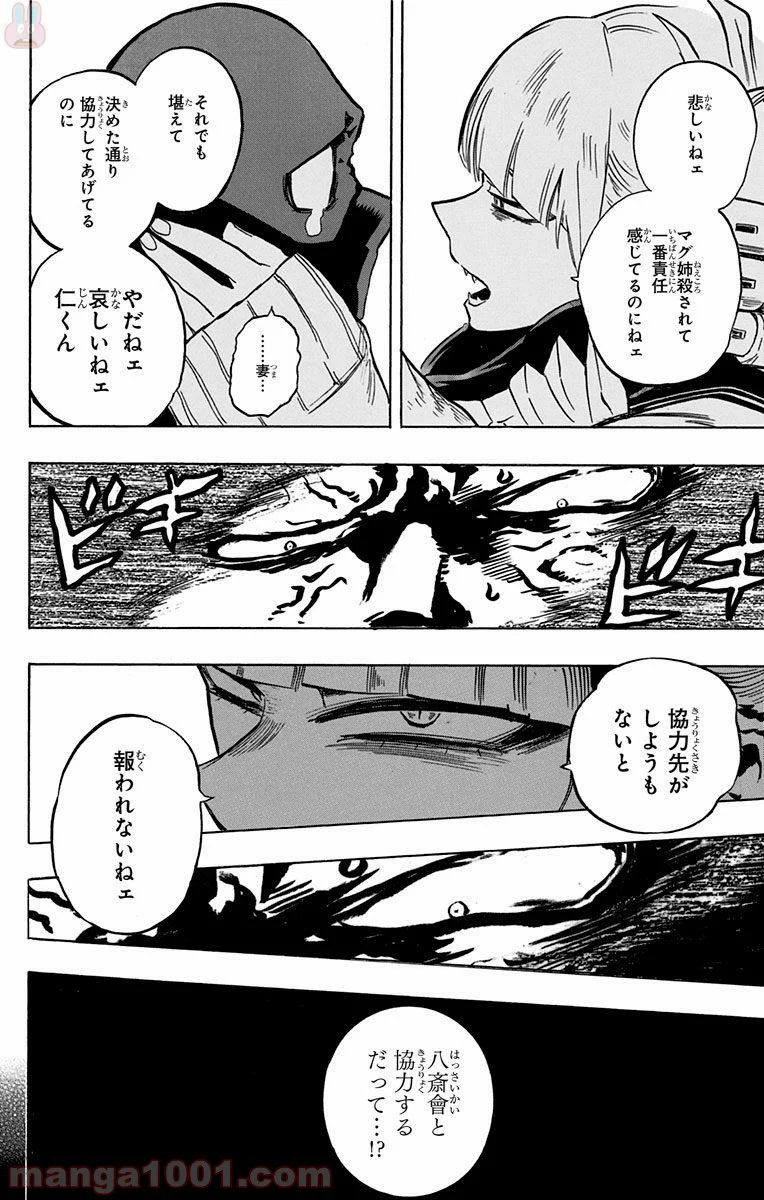 悲しいねェ
マグ姉殺されて
一番責任
感じてるのにねェ
それでも
堪えて
決めた通り
協力してあげてる
のに
やだねェ
哀しいねェ
仁くん
……妻…
ビキ
ビキ
協力先が
しようも
ないと
報われないねェ
八斎會と
協力する
だって…!?
manga1001.com